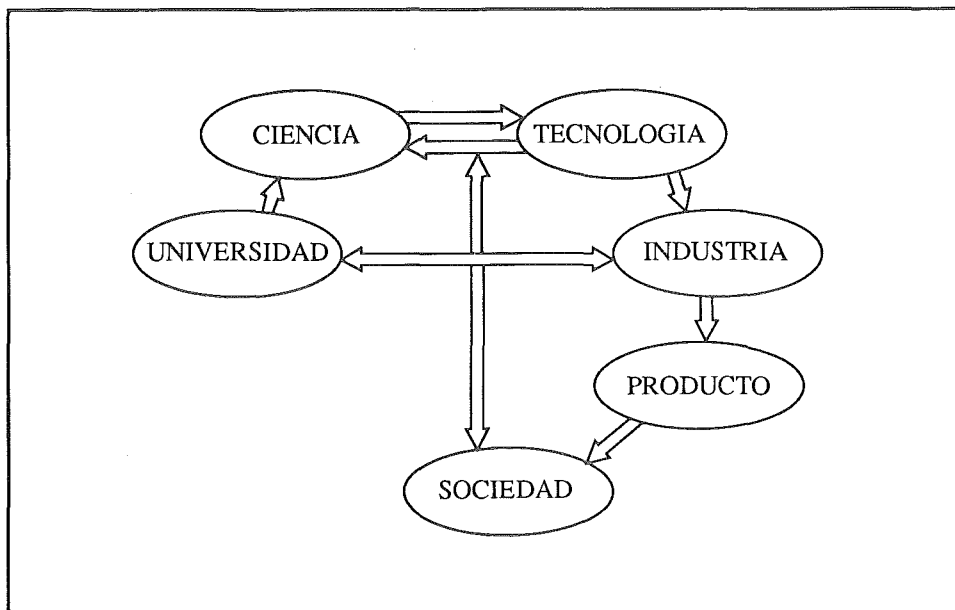 CIENCIA
TECNOLOGIA
UNIVERSIDAD
INDUSTRIA
PRODUCTO
SOCIEDAD